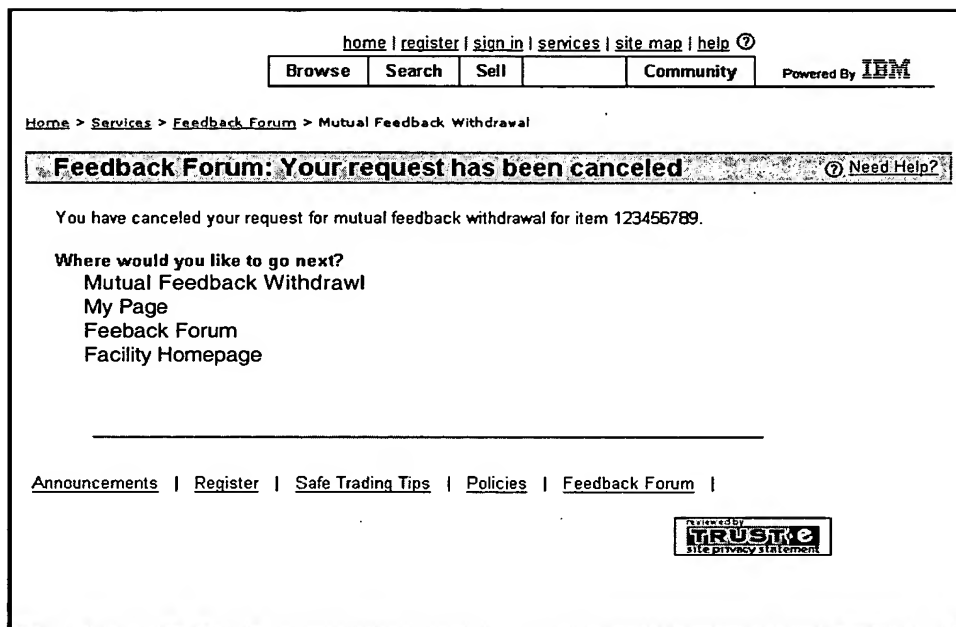 home | register | sign in | services | site map | help ?
Browse Search Sell Community Powered By IBM
Home > Services > Feedback Forum > Mutual Feedback Withdrawal
Feedback Forum: Your request has been canceled ? Need Help?
You have canceled your request for mutual feedback withdrawal for item 123456789.
Where would you like to go next?
Mutual Feedback Withdrawl
My Page
Feeback Forum
Facility Homepage
Announcements | Register | Safe Trading Tips | Policies | Feedback Forum |
reviewed by
TRUST·e
site privacy statement